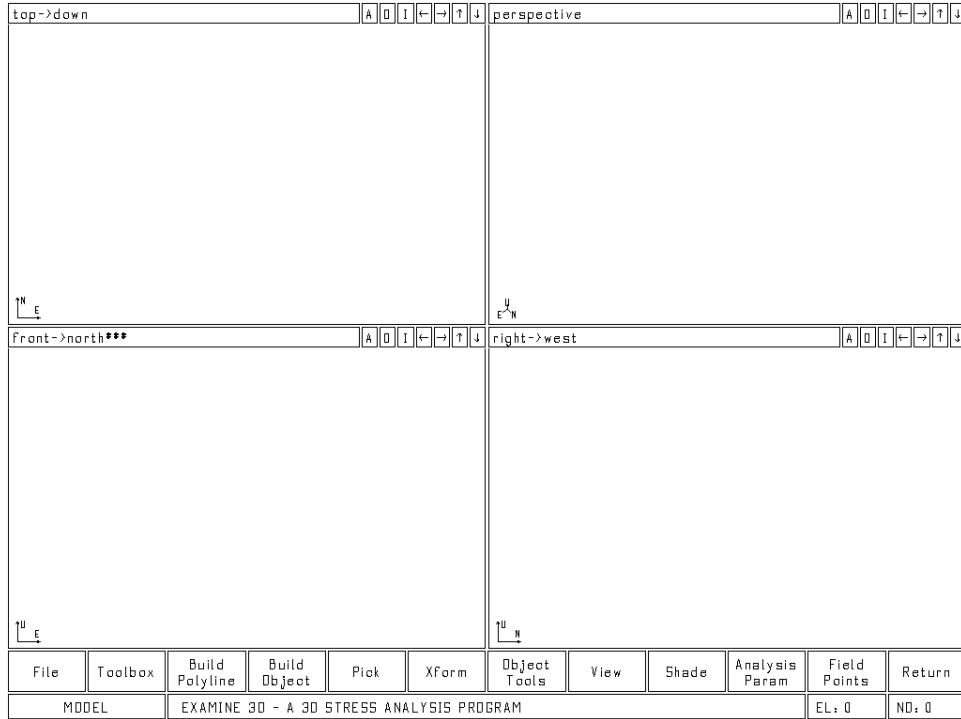 top->down A O I ← → ↑ ↓ perspective A O I ← → ↑ ↓
N
E
U
E N
front->north*** A O I ← → ↑ ↓ right->west A O I ← → ↑ ↓
U
E
U
N
File Toolbox Build Polyline Build Object Pick Xform Object Tools View Shade Analysis Param Field Points Return
MODEL EXAMINE 3D - A 3D STRESS ANALYSIS PROGRAM EL: 0 NO: 0